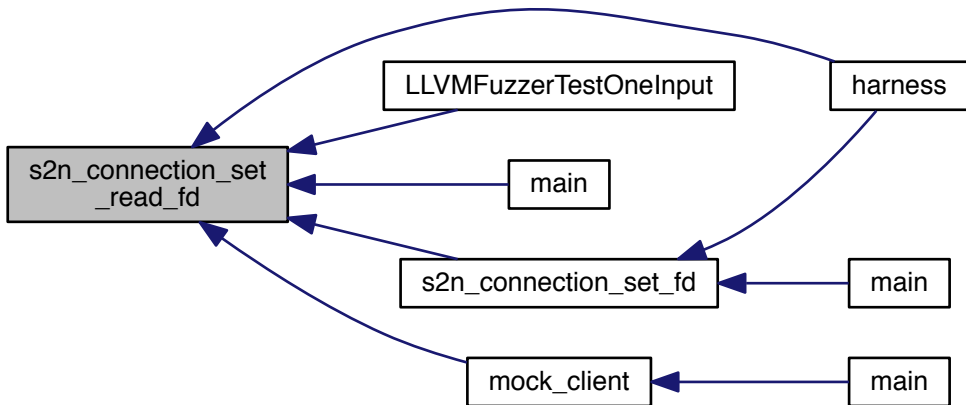 s2n_connection_set
_read_fd
LLVMFuzzerTestOneInput
harness
main
s2n_connection_set_fd
main
mock_client
main